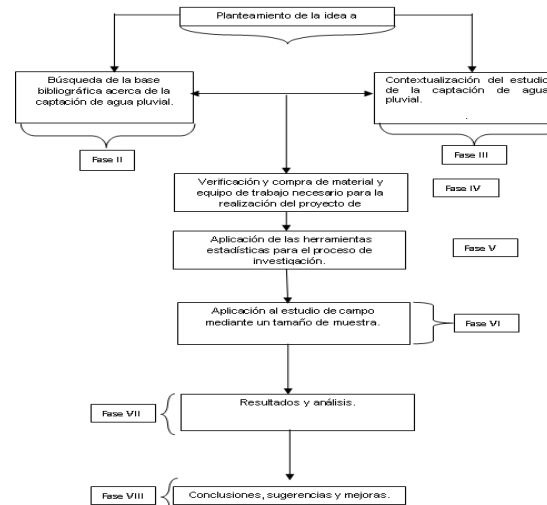 Planteamiento de la idea a
Búsqueda de la base
bibliográfica acerca de la
captación de agua pluvial.
Contextualización del estudio
de la captación de agua
pluvial.
.
Fase II
Fase III
Verificación y compra de material y
equipo de trabajo necesario para la
realización del proyecto de
Fase IV
Aplicación de las herramientas
estadísticas para el proceso de
investigación.
Fase V
Aplicación al estudio de campo
mediante un tamaño de muestra.
Fase VI
Resultados y análisis.
Fase VII
Conclusiones, sugerencias y mejoras.
Fase VIII